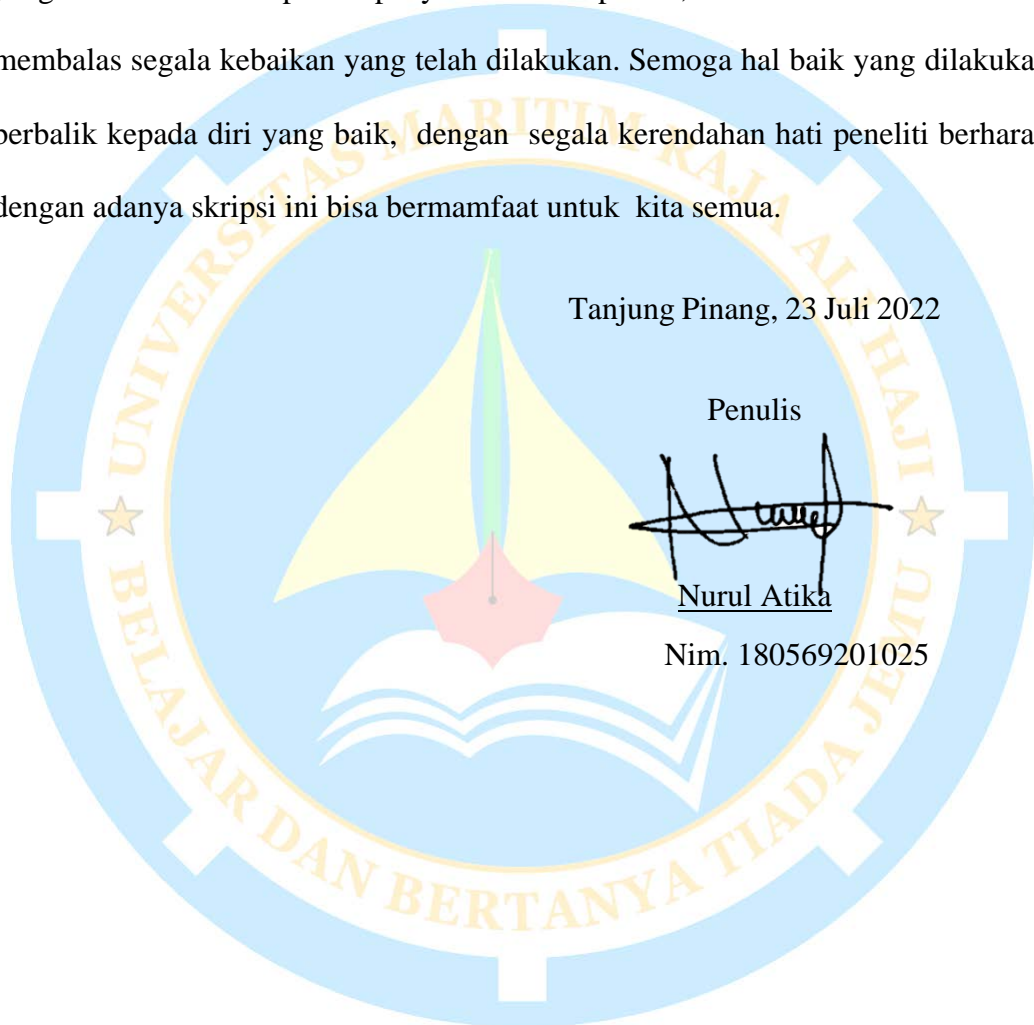 membalas segala kebaikan yang telah dilakukan. Semoga hal baik yang dilakuka
berbalik kepada diri yang baik, dengan segala kerendahan hati peneliti berhara
dengan adanya skripsi ini bisa bermamfaat untuk kita semua.
Tanjung Pinang, 23 Juli 2022
Penulis
Nurul Atika
Nim. 180569201025
UNIVERSITAS MARITIM RAJA ALI HAJI
BELAJAR DAN BERTANYA TIADA JEMU